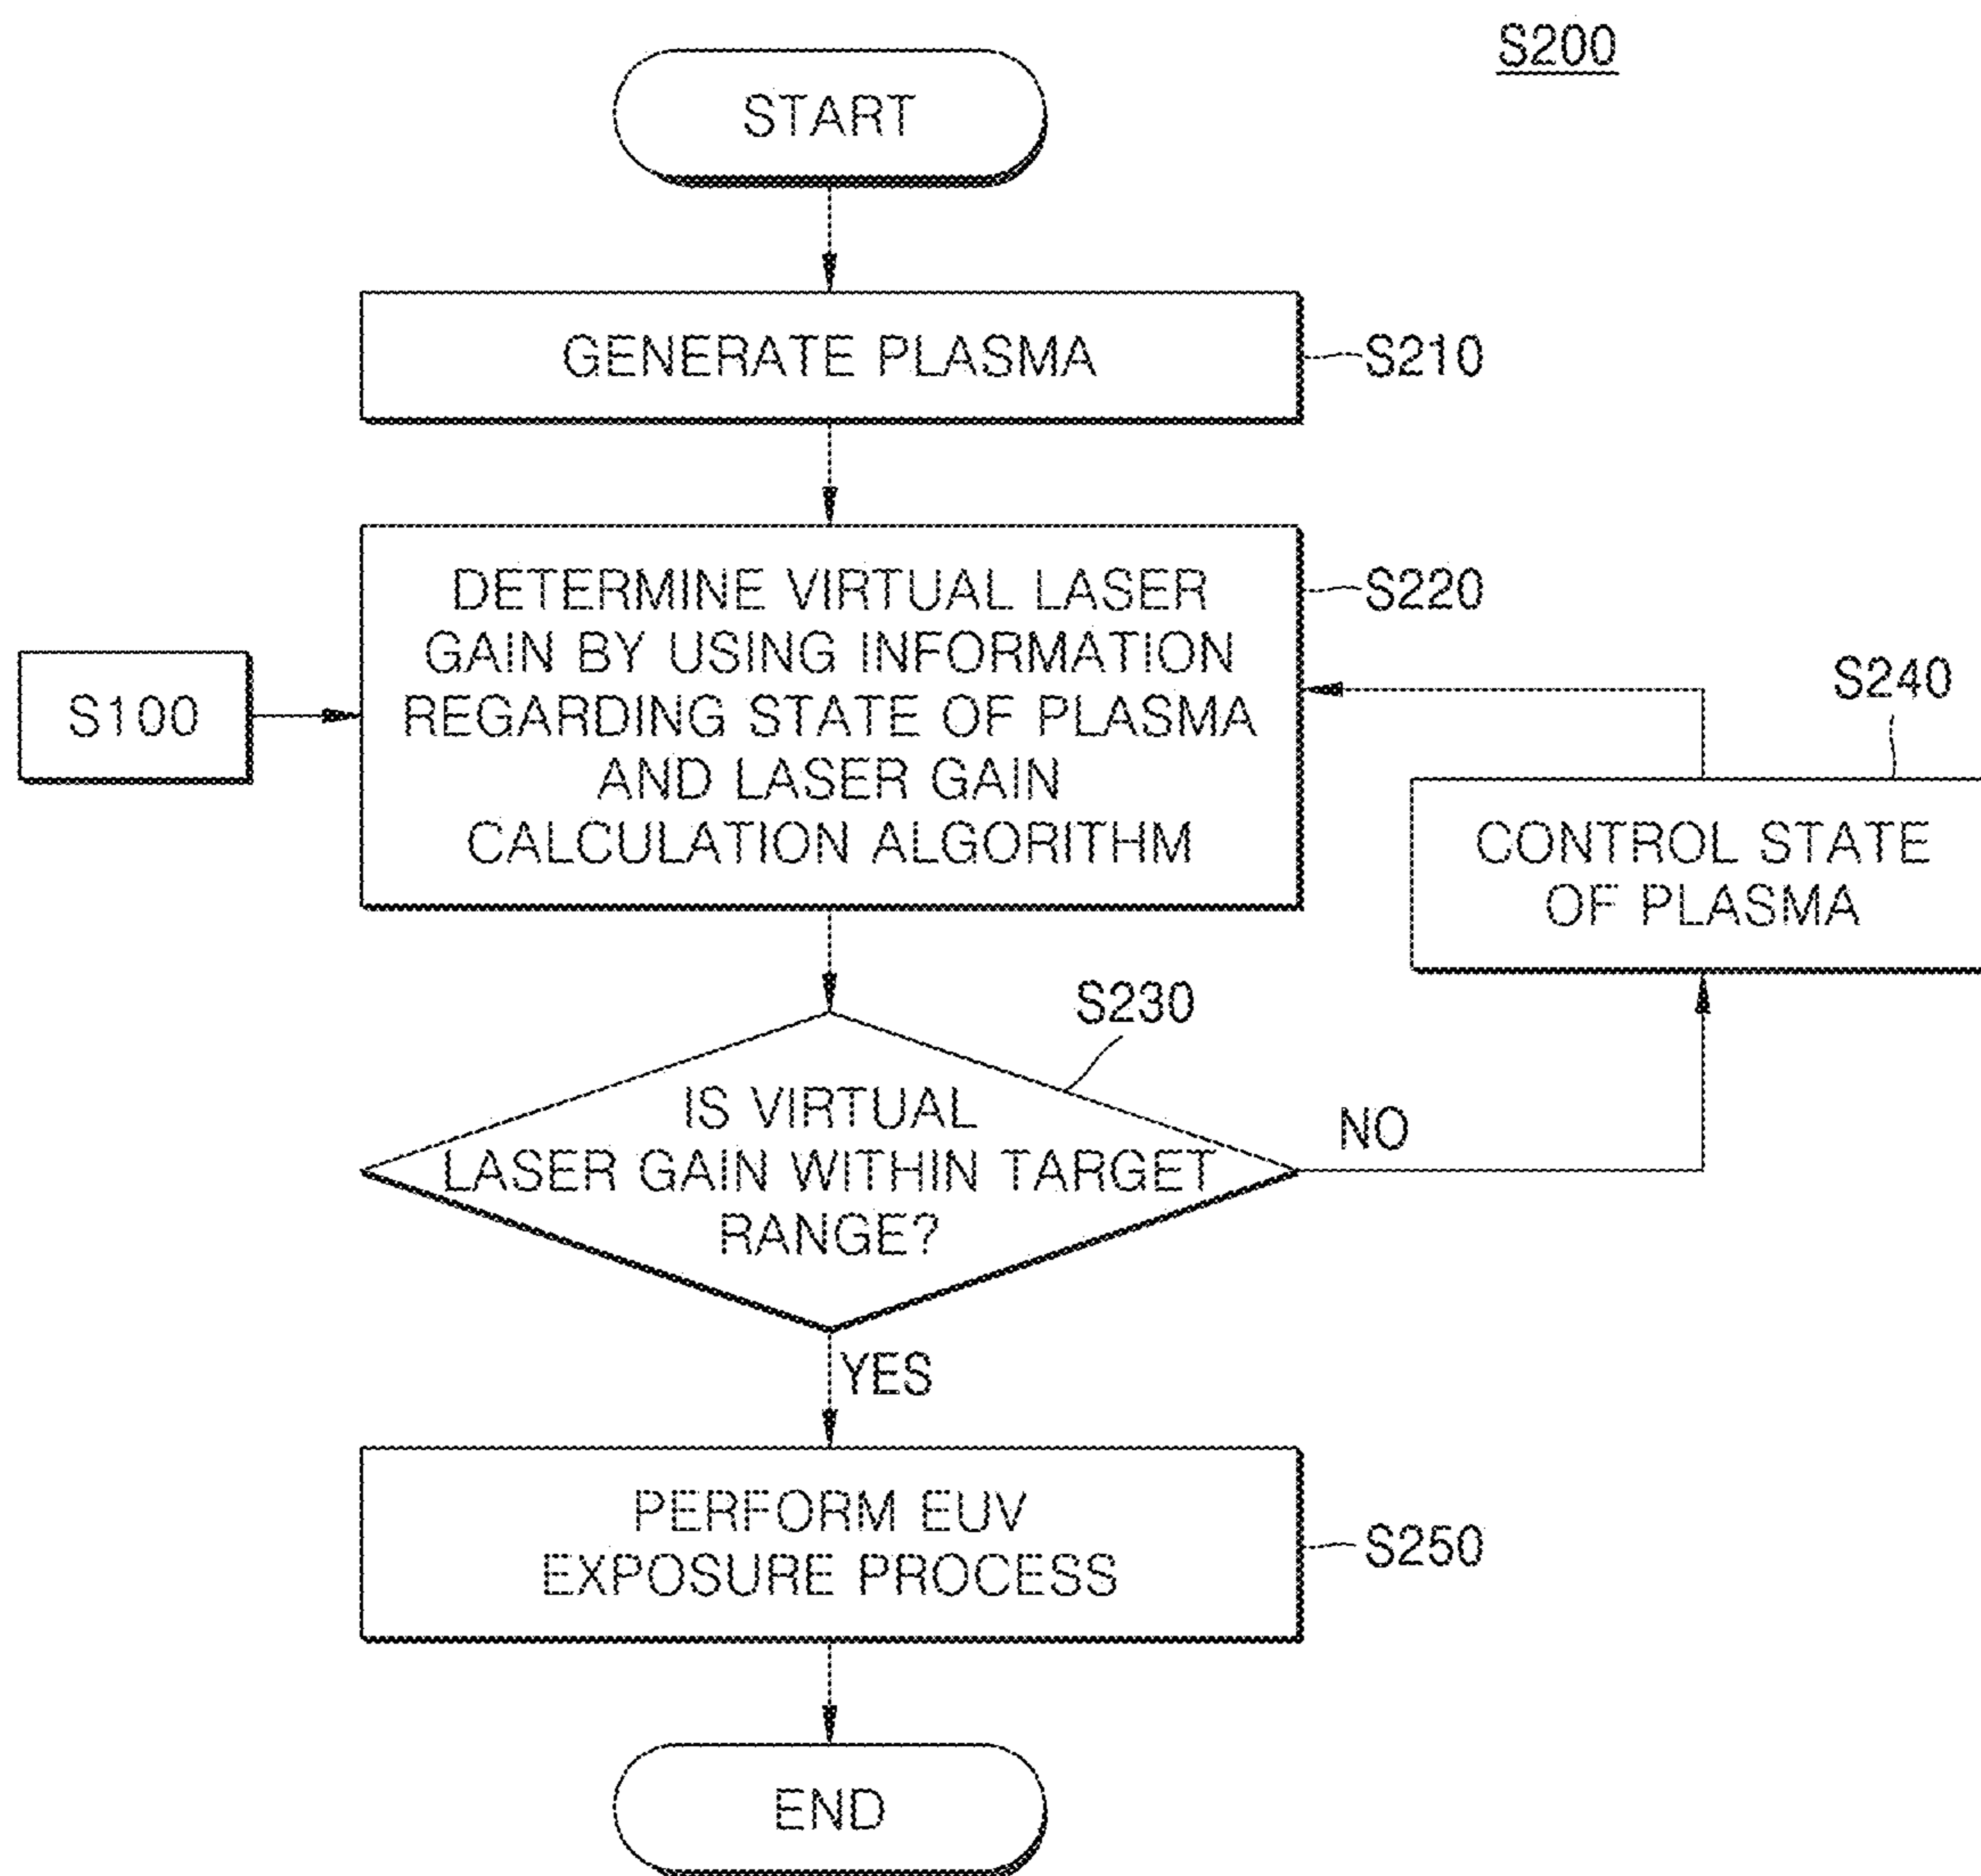 S200
START
GENERATE PLASMA
S210
DETERMINE VIRTUAL LASER
GAIN BY USING INFORMATION
REGARDING STATE OF PLASMA
AND LASER GAIN
CALCULATION ALGORITHM
S220
S100
S240
CONTROL STATE
OF PLASMA
S230
IS VIRTUAL
LASER GAIN WITHIN TARGET
RANGE?
NO
YES
PERFORM EUV
EXPOSURE PROCESS
S250
END